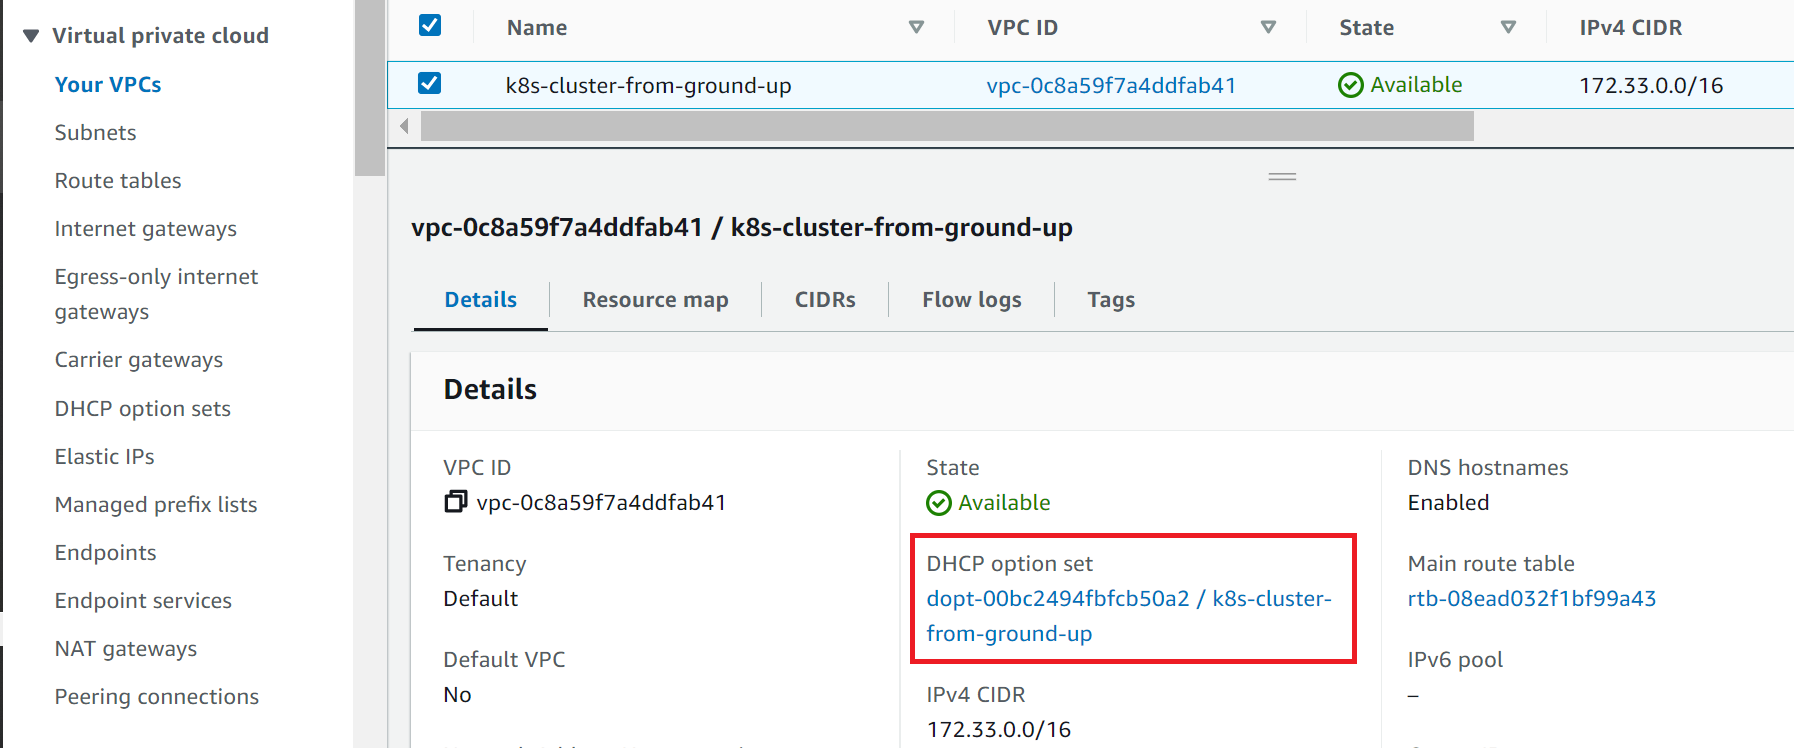 Virtual private cloud
Your VPCs
Subnets
Route tables
Internet gateways
Egress-only internet
gateways
Carrier gateways
DHCP option sets
Elastic IPs
Managed prefix lists
Endpoints
Endpoint services
NAT gateways
Peering connections
Name VPC ID State IPv4 CIDR
k8s-cluster-from-ground-up vpc-0c8a59f7a4ddfab41 Available 172.33.0.0/16
vpc-0c8a59f7a4ddfab41 / k8s-cluster-from-ground-up
Details Resource map CIDRs Flow logs Tags
Details
VPC ID
vpc-0c8a59f7a4ddfab41
State
Available
DNS hostnames
Enabled
Tenancy
Default
DHCP option set
dopt-00bc2494fbfcb50a2 / k8s-cluster-
from-ground-up
Main route table
rtb-08ead032f1bf99a43
Default VPC
No
IPv4 CIDR
172.33.0.0/16
IPv6 pool
–